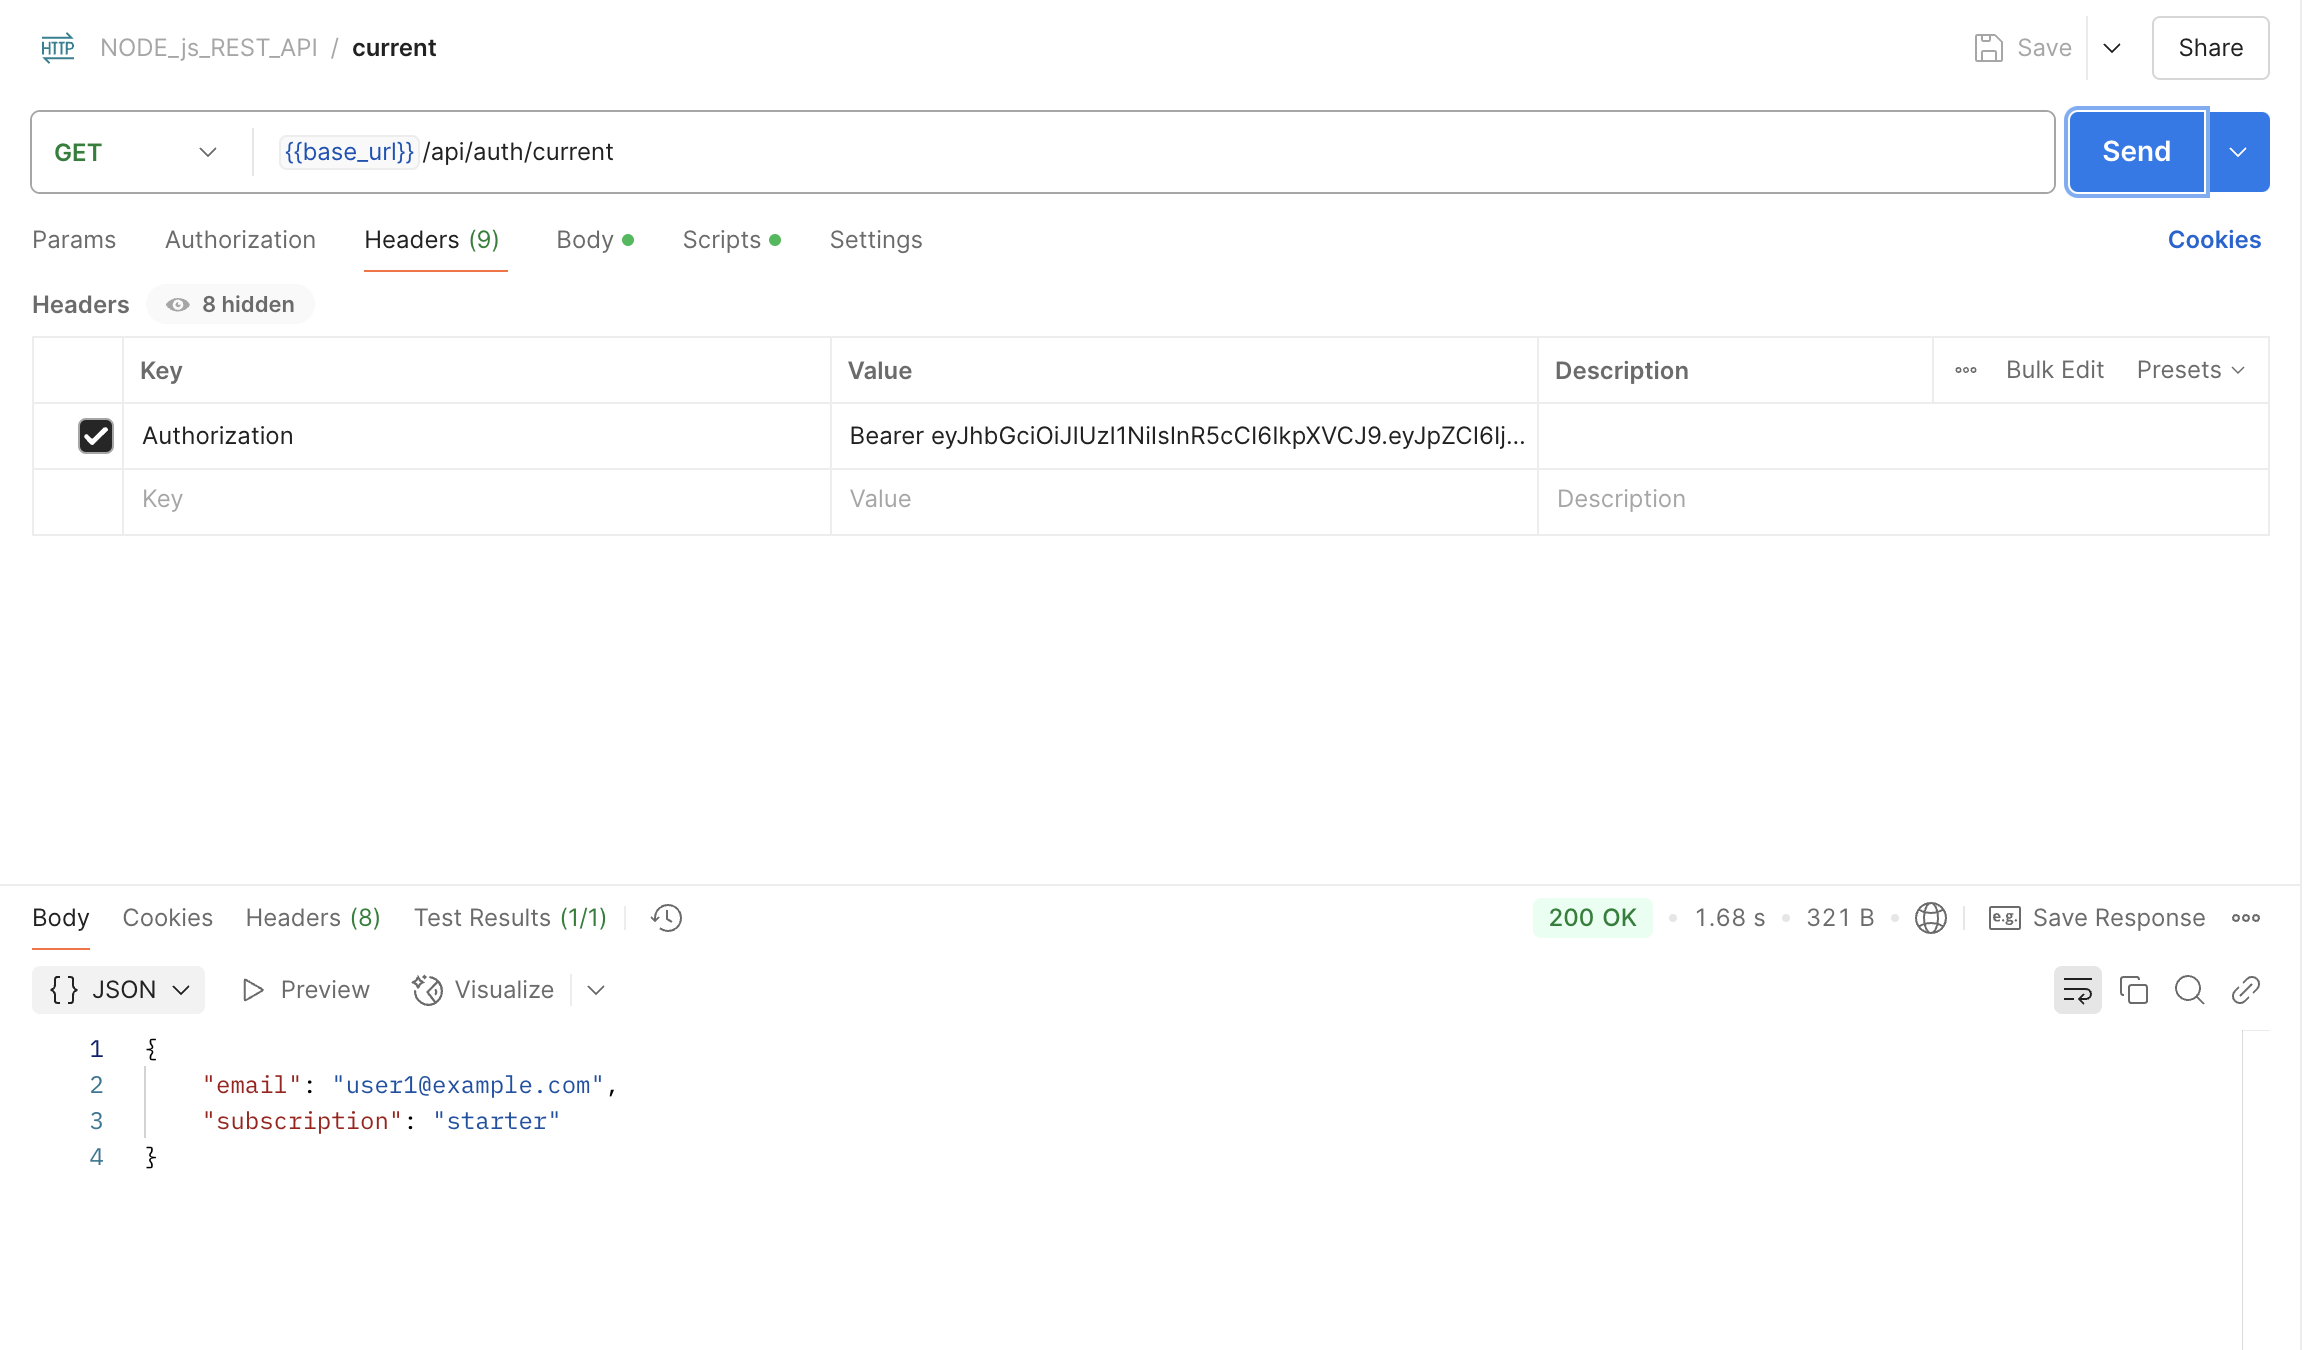 HTTP NODE_js_REST_API / current Save Share
GET {{base_url}}/api/auth/current Send
Params Authorization Headers (9) Body Scripts Settings Cookies
Headers 8 hidden
Key Value Description Bulk Edit Presets
Authorization Bearer eyJhbGciOiJIUzI1NiIsInR5cCI6IkpXVCJ9.eyJpZCI6Ij...
Key Value Description
Body Cookies Headers (8) Test Results (1/1) 200 OK 1.68 s 321 B e.g. Save Response
{} JSON Preview Visualize
1 {
2 "email": "user1@example.com",
3 "subscription": "starter"
4 }